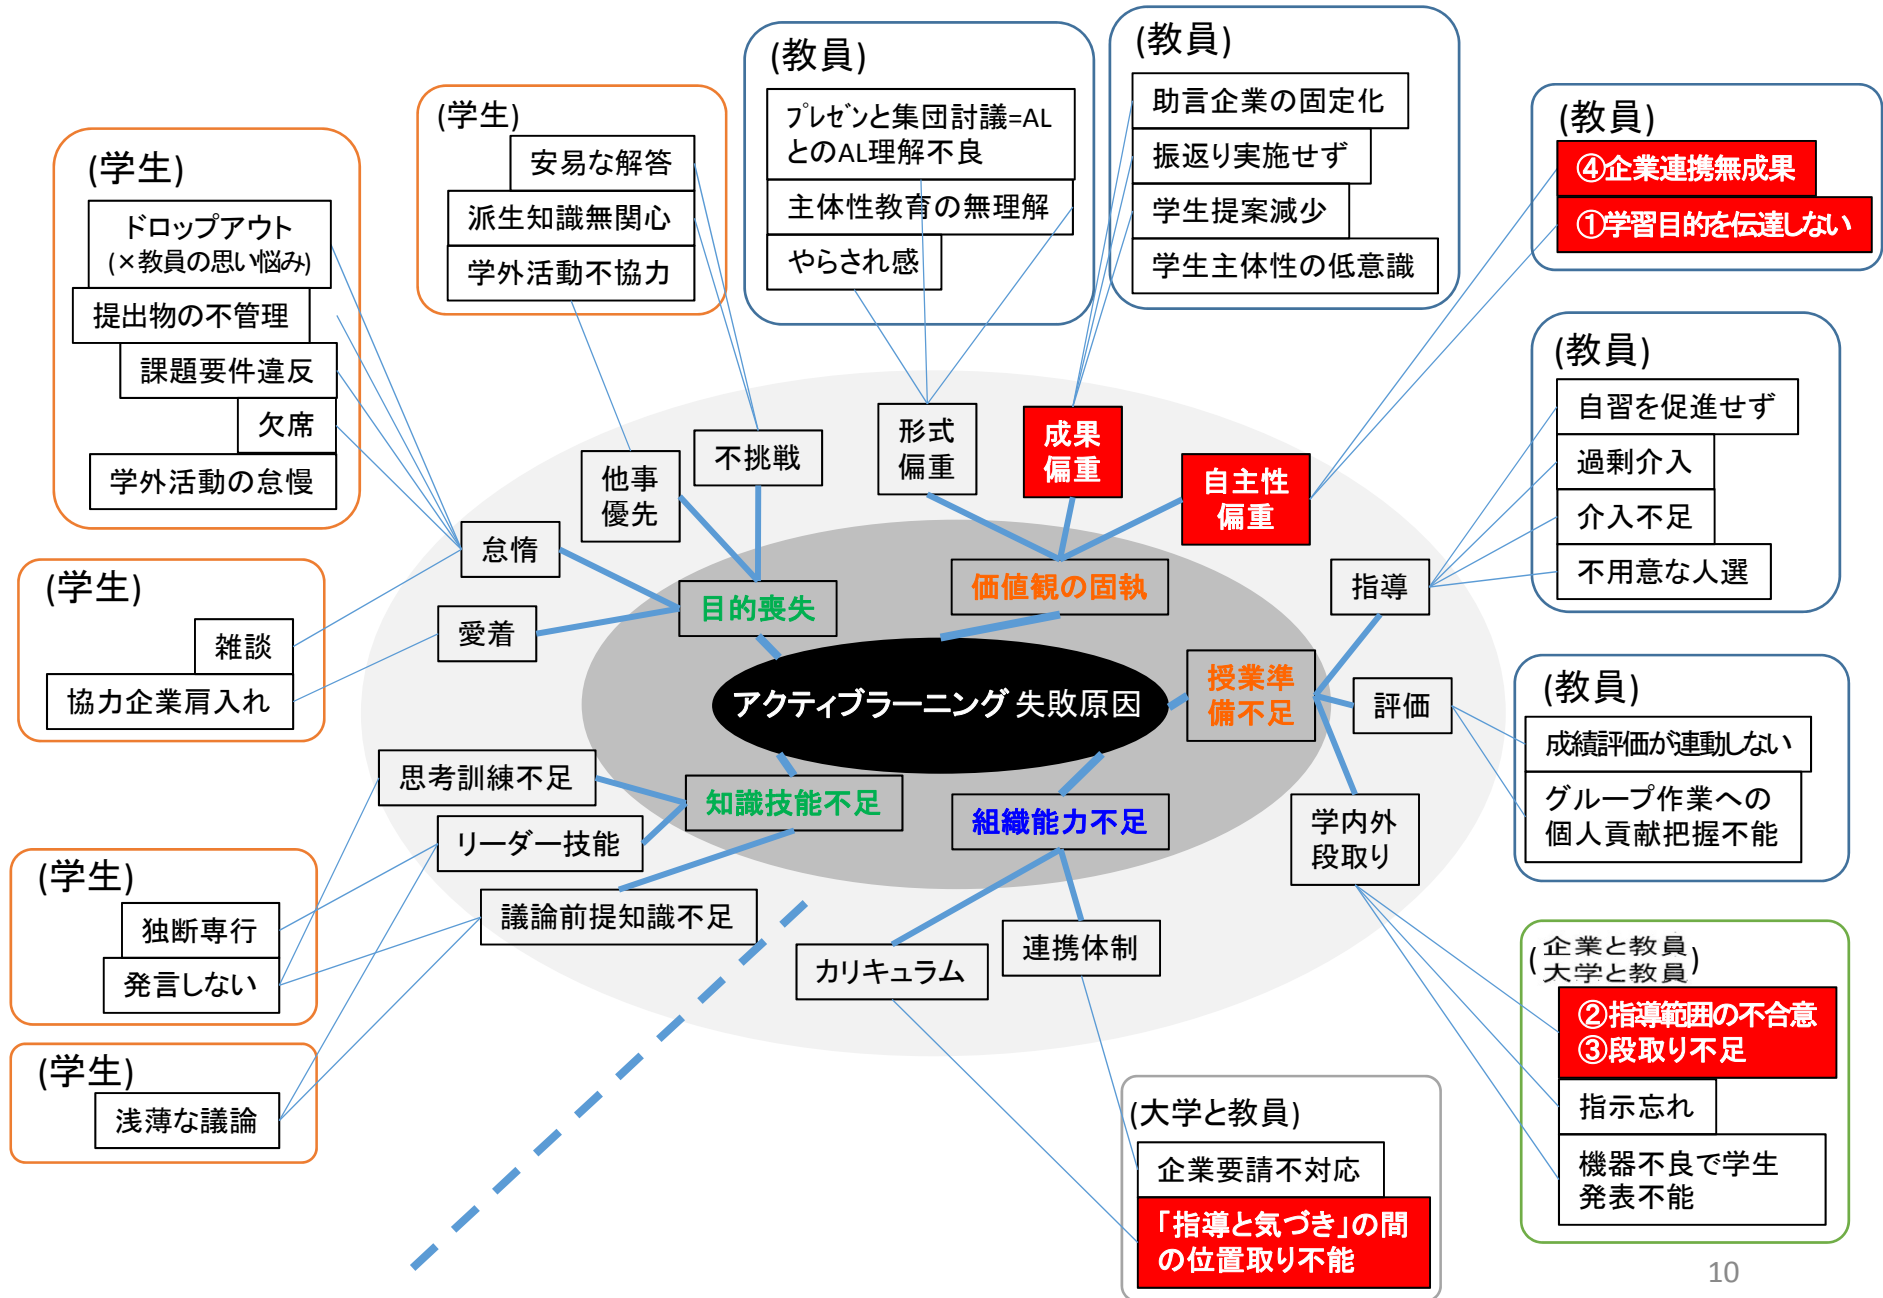 (学生)
ドロップアウト
(×教員の思い悩み)
提出物の不管理
課題要件違反
欠席
学外活動の怠慢
(学生)
安易な解答
派生知識無関心
学外活動不協力
(教員)
プレゼンと集団討議=AL
とのAL理解不良
主体性教育の無理解
やらされ感
(教員)
助言企業の固定化
振返り実施せず
学生提案減少
学生主体性の低意識
(教員)
④企業連携無成果
①学習目的を伝達しない
(教員)
自習を促進せず
過剰介入
介入不足
不用意な人選
(学生)
雑談
協力企業肩入れ
怠惰
愛着
他事
優先
不挑戦
形式
偏重
成果
偏重
自主性
偏重
指導
評価
学内外
段取り
目的喪失
価値観の固執
授業準
備不足
アクティブラーニング 失敗原因
知識技能不足
組織能力不足
思考訓練不足
リーダー技能
議論前提知識不足
カリキュラム
連携体制
(教員)
成績評価が連動しない
グループ作業への
個人貢献把握不能
(学生)
独断専行
発言しない
(学生)
浅薄な議論
(企業と教員
大学と教員)
②指導範囲の不合意
③段取り不足
指示忘れ
機器不良で学生
発表不能
(大学と教員)
企業要請不対応
「指導と気づき」の間
の位置取り不能
10